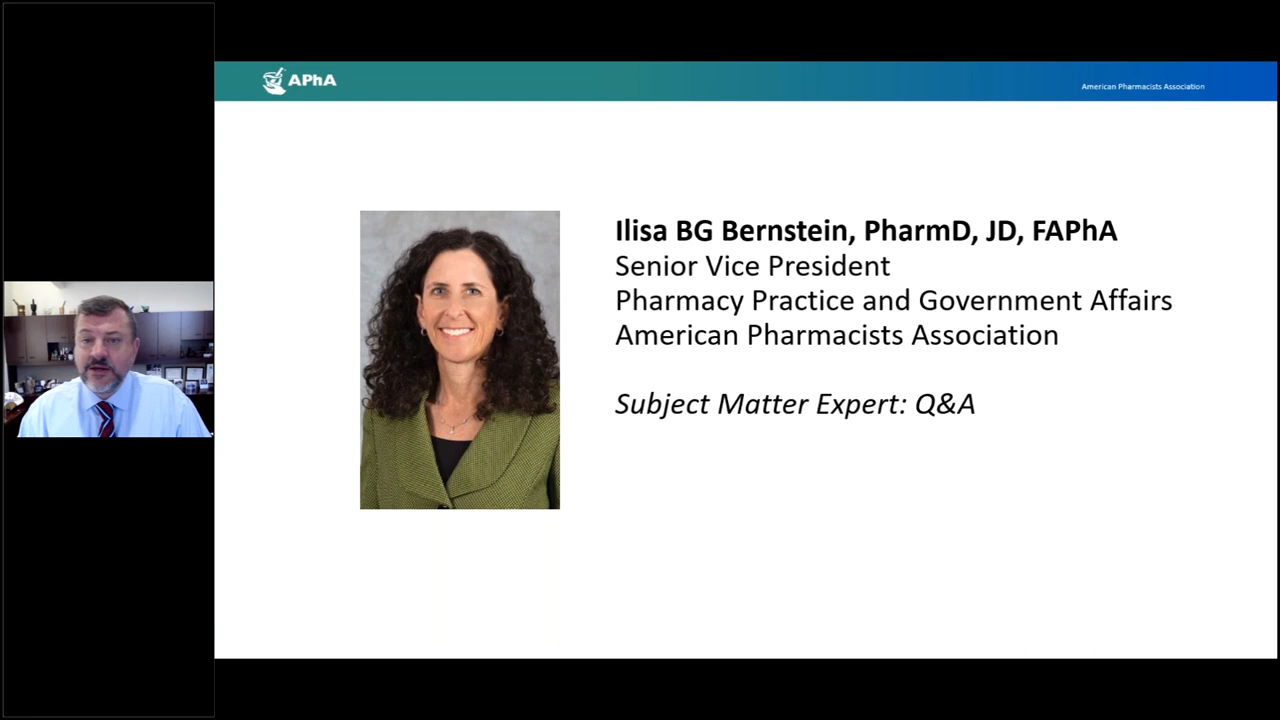 APhA
American Pharmacists Association
Ilisa BG Bernstein, PharmD, JD, FAPhA
Senior Vice President
Pharmacy Practice and Government Affairs
American Pharmacists Association
Subject Matter Expert: Q&A